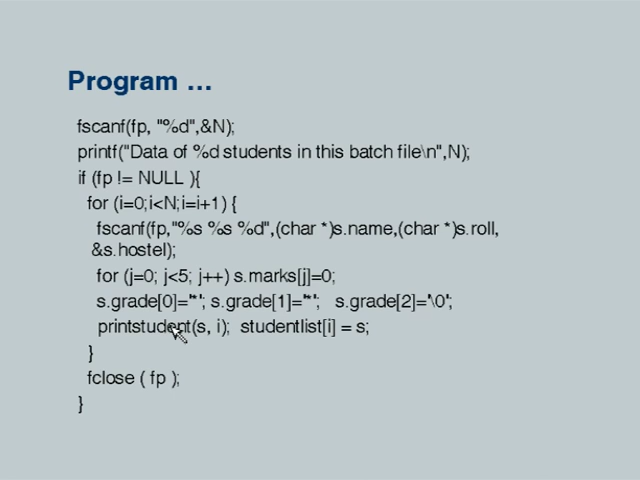 Program ...
fscanf(fp, "%d",&N);
printf("Data of %d students in this batch file\n",N);
if (fp != NULL ){
for (i=0;i<N;i=i+1) {
fscanf(fp,"%s %s %d",(char *)s.name,(char *)s.roll,
&s.hostel);
for (j=0; j<5; j++) s.marks[j]=0;
s.grade[0]='*'; s.grade[1]='*'; s.grade[2]='\0';
printstudent(s, i); studentlist[i] = s;
}
fclose ( fp );
}